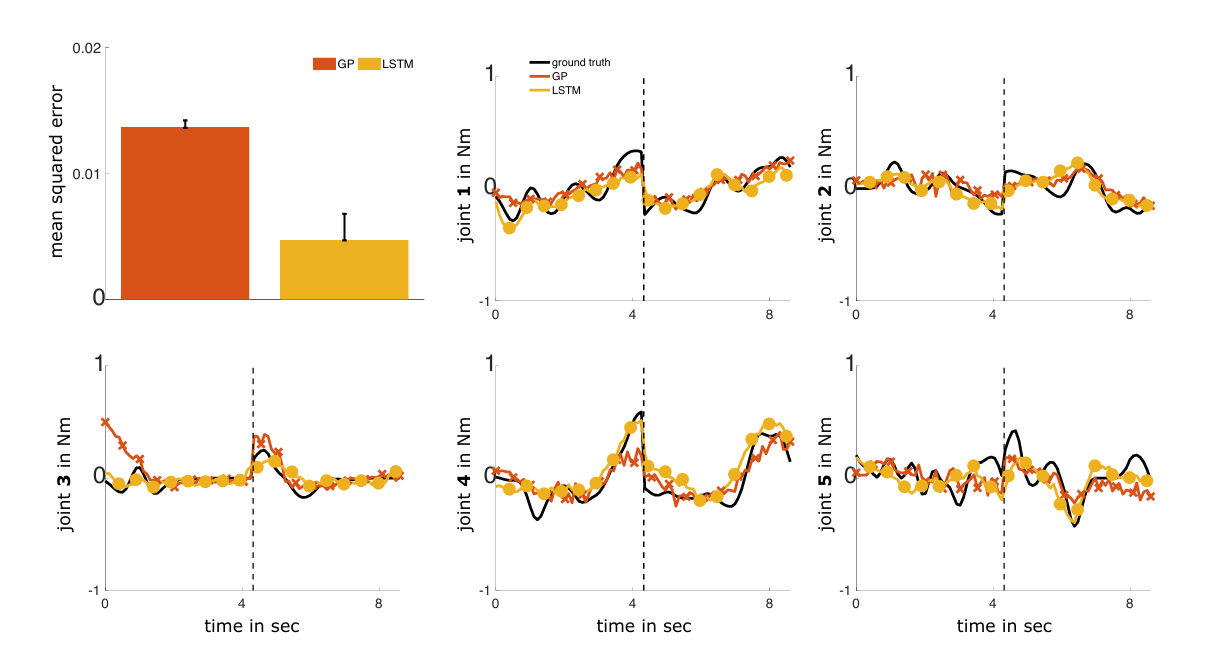 0.02
0.01
0
mean squared error
GP LSTM
ground truth
GP
LSTM
1
0
-1
joint 1 in Nm
0 4 8
1
0
-1
joint 2 in Nm
0 4 8
1
0
-1
joint 3 in Nm
0 4 8
time in sec
1
0
-1
joint 4 in Nm
0 4 8
time in sec
1
0
-1
joint 5 in Nm
0 4 8
time in sec